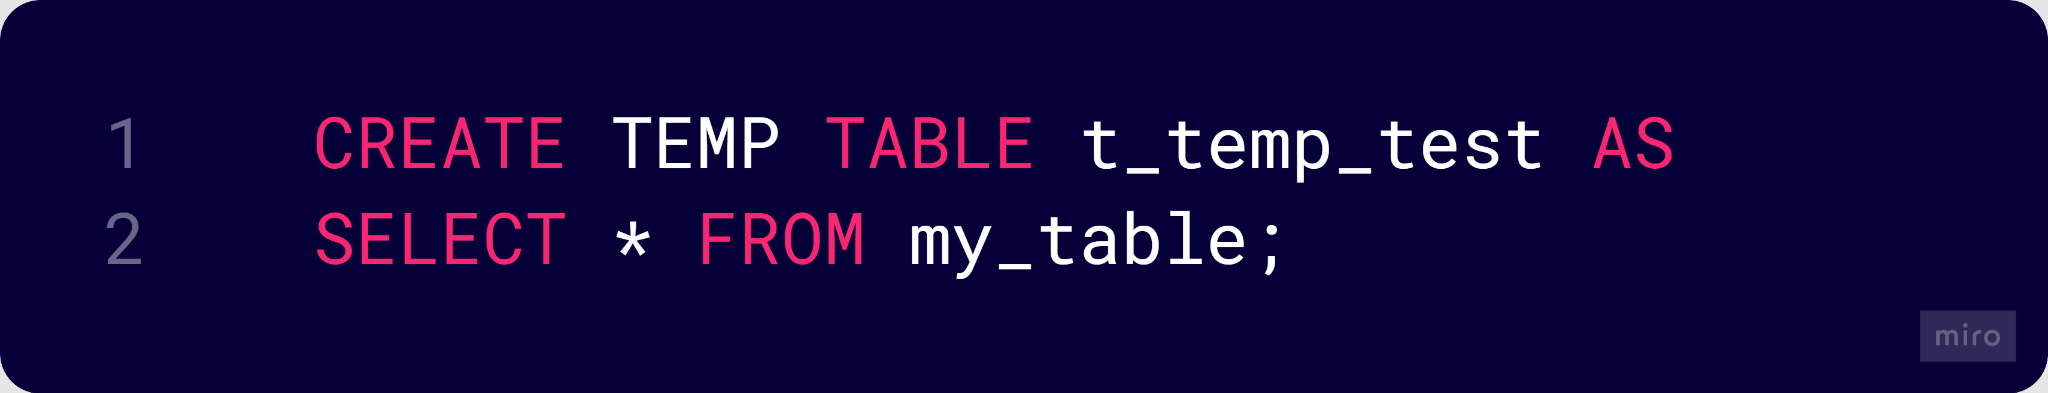 1 CREATE TEMP TABLE t_temp_test AS
2 SELECT * FROM my_table;
miro